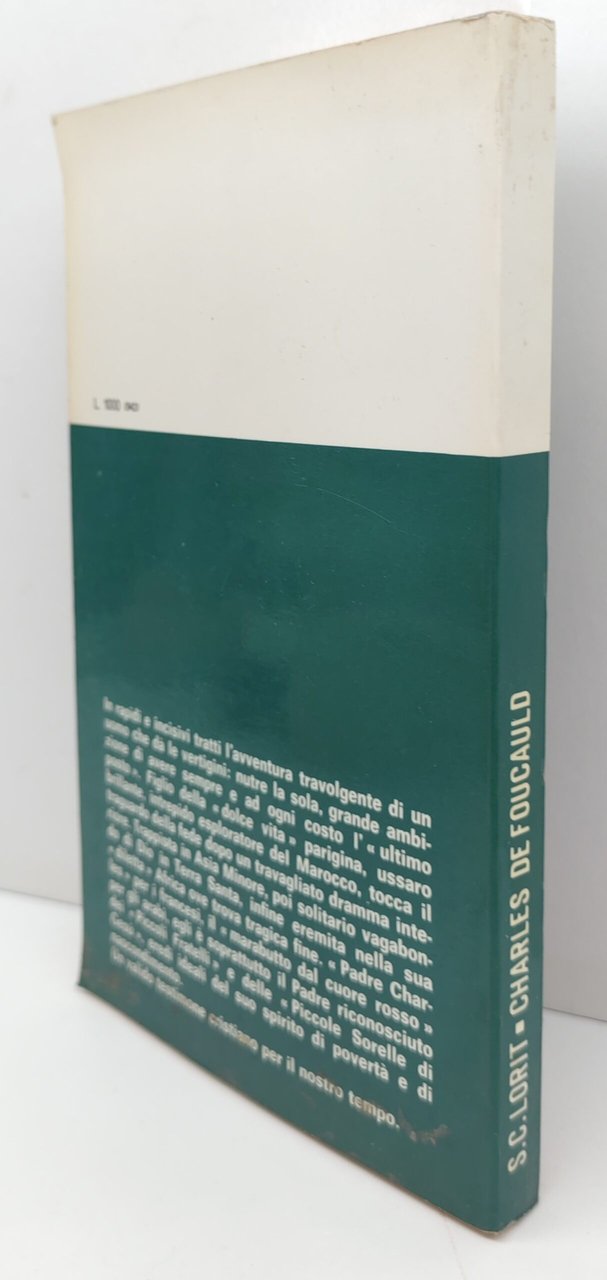 L. 1000
In rapidi e incisivi tratti l'avventura travolgente di un
uomo che dà le vertigini: nutre la sola, grande ambi-
zione di avere sempre e ad ogni costo l' « ultimo
posto ». Figlio della « dolce vita » parigina, ussaro
brillante, intrepido esploratore del Marocco, tocca il
traguardo della fede dopo un travagliato dramma inte-
riore. Trappista in Asia Minore, poi solitario vagabon-
do di Dio in Terra Santa, infine eremita nella sua
diletta Africa ove trova tragica fine. « Padre Char-
les » per i francesi, il « marabutto dal cuore rosso »
per gli arabi, egli è soprattutto il Padre riconosciuto
dei « Piccoli Fratelli » e delle « Piccole Sorelle di
Gesù », eredi ideali del suo spirito di povertà e di
Un valido testimone cristiano per il nostro tempo.
S.C. LORIT ▪ CHARLES DE FOUCAULD